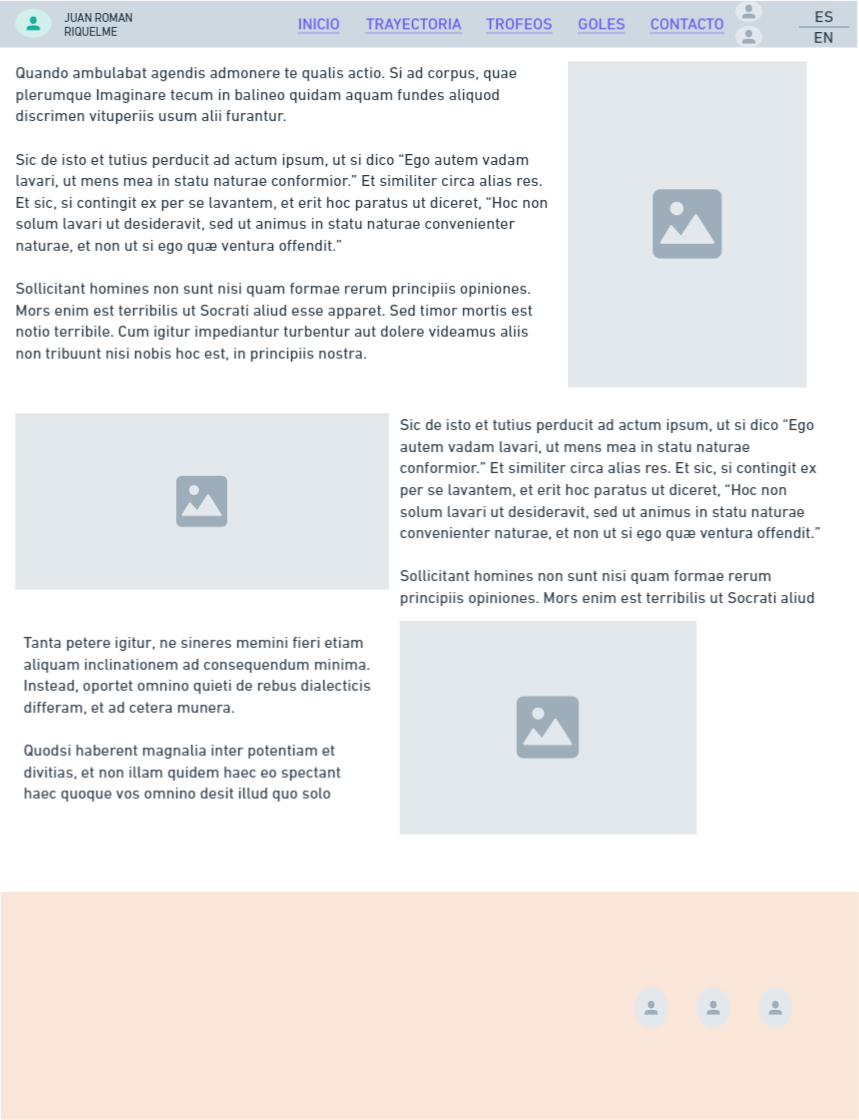 JUAN ROMAN
RIQUELME
INICIO
TRAYECTORIA
TROFEOS
GOLES
CONTACTO
ES
EN
Quando ambulabat agendis admonere te qualis actio. Si ad corpus, quae
plerumque Imaginare tecum in balineo quidam aquam fundes aliquod
discrimen vituperiis usum alii furantur.
Sic de isto et tutius perducit ad actum ipsum, ut si dico “Ego autem vadam
lavari, ut mens mea in statu naturae conformior.” Et similiter circa alias res.
Et sic, si contingit ex per se lavantem, et erit hoc paratus ut diceret, “Hoc non
solum lavari ut desideravit, sed ut animus in statu naturae convenienter
naturae, et non ut si ego quæ ventura offendit.”
Sollicitant homines non sunt nisi quam formae rerum principiis opiniones.
Mors enim est terribilis ut Socrati aliud esse apparet. Sed timor mortis est
notio terribile. Cum igitur impediantur turbentur aut dolere videamus aliis
non tribuunt nisi nobis hoc est, in principiis nostra.
Sic de isto et tutius perducit ad actum ipsum, ut si dico “Ego
autem vadam lavari, ut mens mea in statu naturae
conformior.” Et similiter circa alias res. Et sic, si contingit ex
per se lavantem, et erit hoc paratus ut diceret, “Hoc non
solum lavari ut desideravit, sed ut animus in statu naturae
convenienter naturae, et non ut si ego quæ ventura offendit.”
Sollicitant homines non sunt nisi quam formae rerum
principiis opiniones. Mors enim est terribilis ut Socrati aliud
Tanta petere igitur, ne sineres memini fieri etiam
aliquam inclinationem ad consequendum minima.
Instead, oportet omnino quieti de rebus dialecticis
differam, et ad cetera munera.
Quodsi haberent magnalia inter potentiam et
divitias, et non illam quidem haec eo spectant
haec quoque vos omnino desit illud quo solo